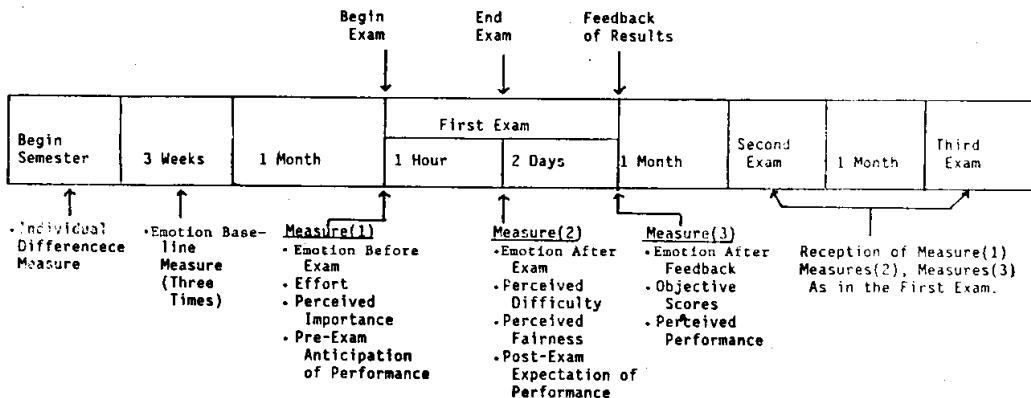 Begin
Exam
End
Exam
Feedback
of Results
Begin
Semester
3 Weeks
1 Month
First Exam
1 Hour
2 Days
1 Month
Second
Exam
1 Month
Third
Exam
• Individual
Differencece
Measure
• Emotion Base-
line
Measure
(Three
Times)
Measure(1)
• Emotion Before
Exam
• Effort
• Perceived
Importance
• Pre-Exam
Anticipation
of Performance
Measure(2)
• Emotion After
Exam
• Perceived
Difficulty
• Perceived
Fairness
• Post-Exam
Expectation of
Performance
Measure(3)
• Emotion After
Feedback
• Objective
Scores
• Perceived
Performance
Reception of Measure(1)
Measures(2), Measures(3)
As in the First Exam.